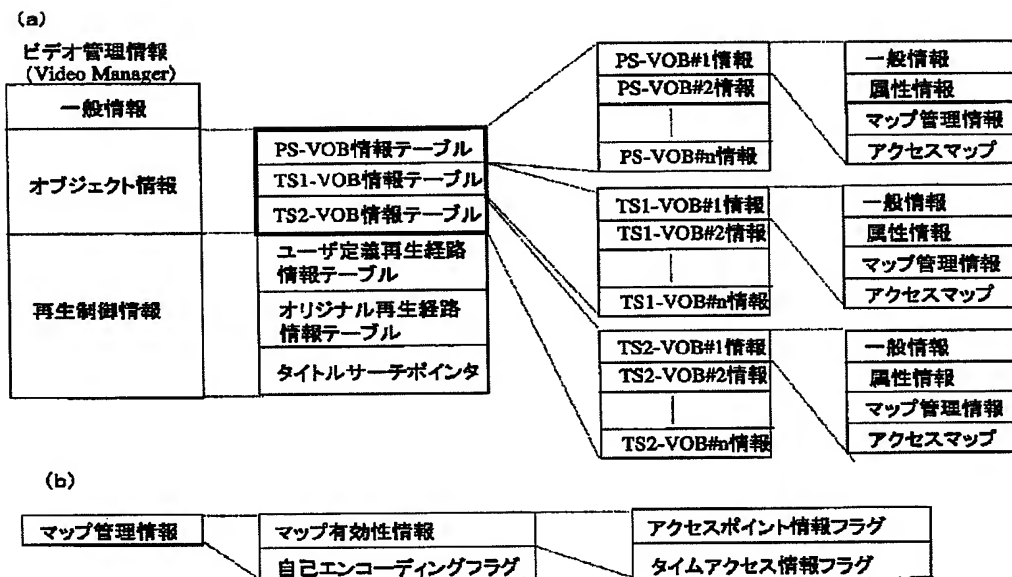 (a)
ビデオ管理情報
(Video Manager)
一般情報
オブジェクト情報
再生制御情報
PS-VOB情報テーブル
TS1-VOB情報テーブル
TS2-VOB情報テーブル
ユーザ定義再生経路
情報テーブル
オリジナル再生経路
情報テーブル
タイトルサーチポインタ
PS-VOB#1情報
PS-VOB#2情報
PS-VOB#n情報
一般情報
属性情報
マップ管理情報
アクセスマップ
TS1-VOB#1情報
TS1-VOB#2情報
TS1-VOB#n情報
一般情報
属性情報
マップ管理情報
アクセスマップ
TS2-VOB#1情報
TS2-VOB#2情報
TS2-VOB#n情報
一般情報
属性情報
マップ管理情報
アクセスマップ
(b)
マップ管理情報
マップ有効性情報
自己エンコーディングフラグ
アクセスポイント情報フラグ
タイムアクセス情報フラグ